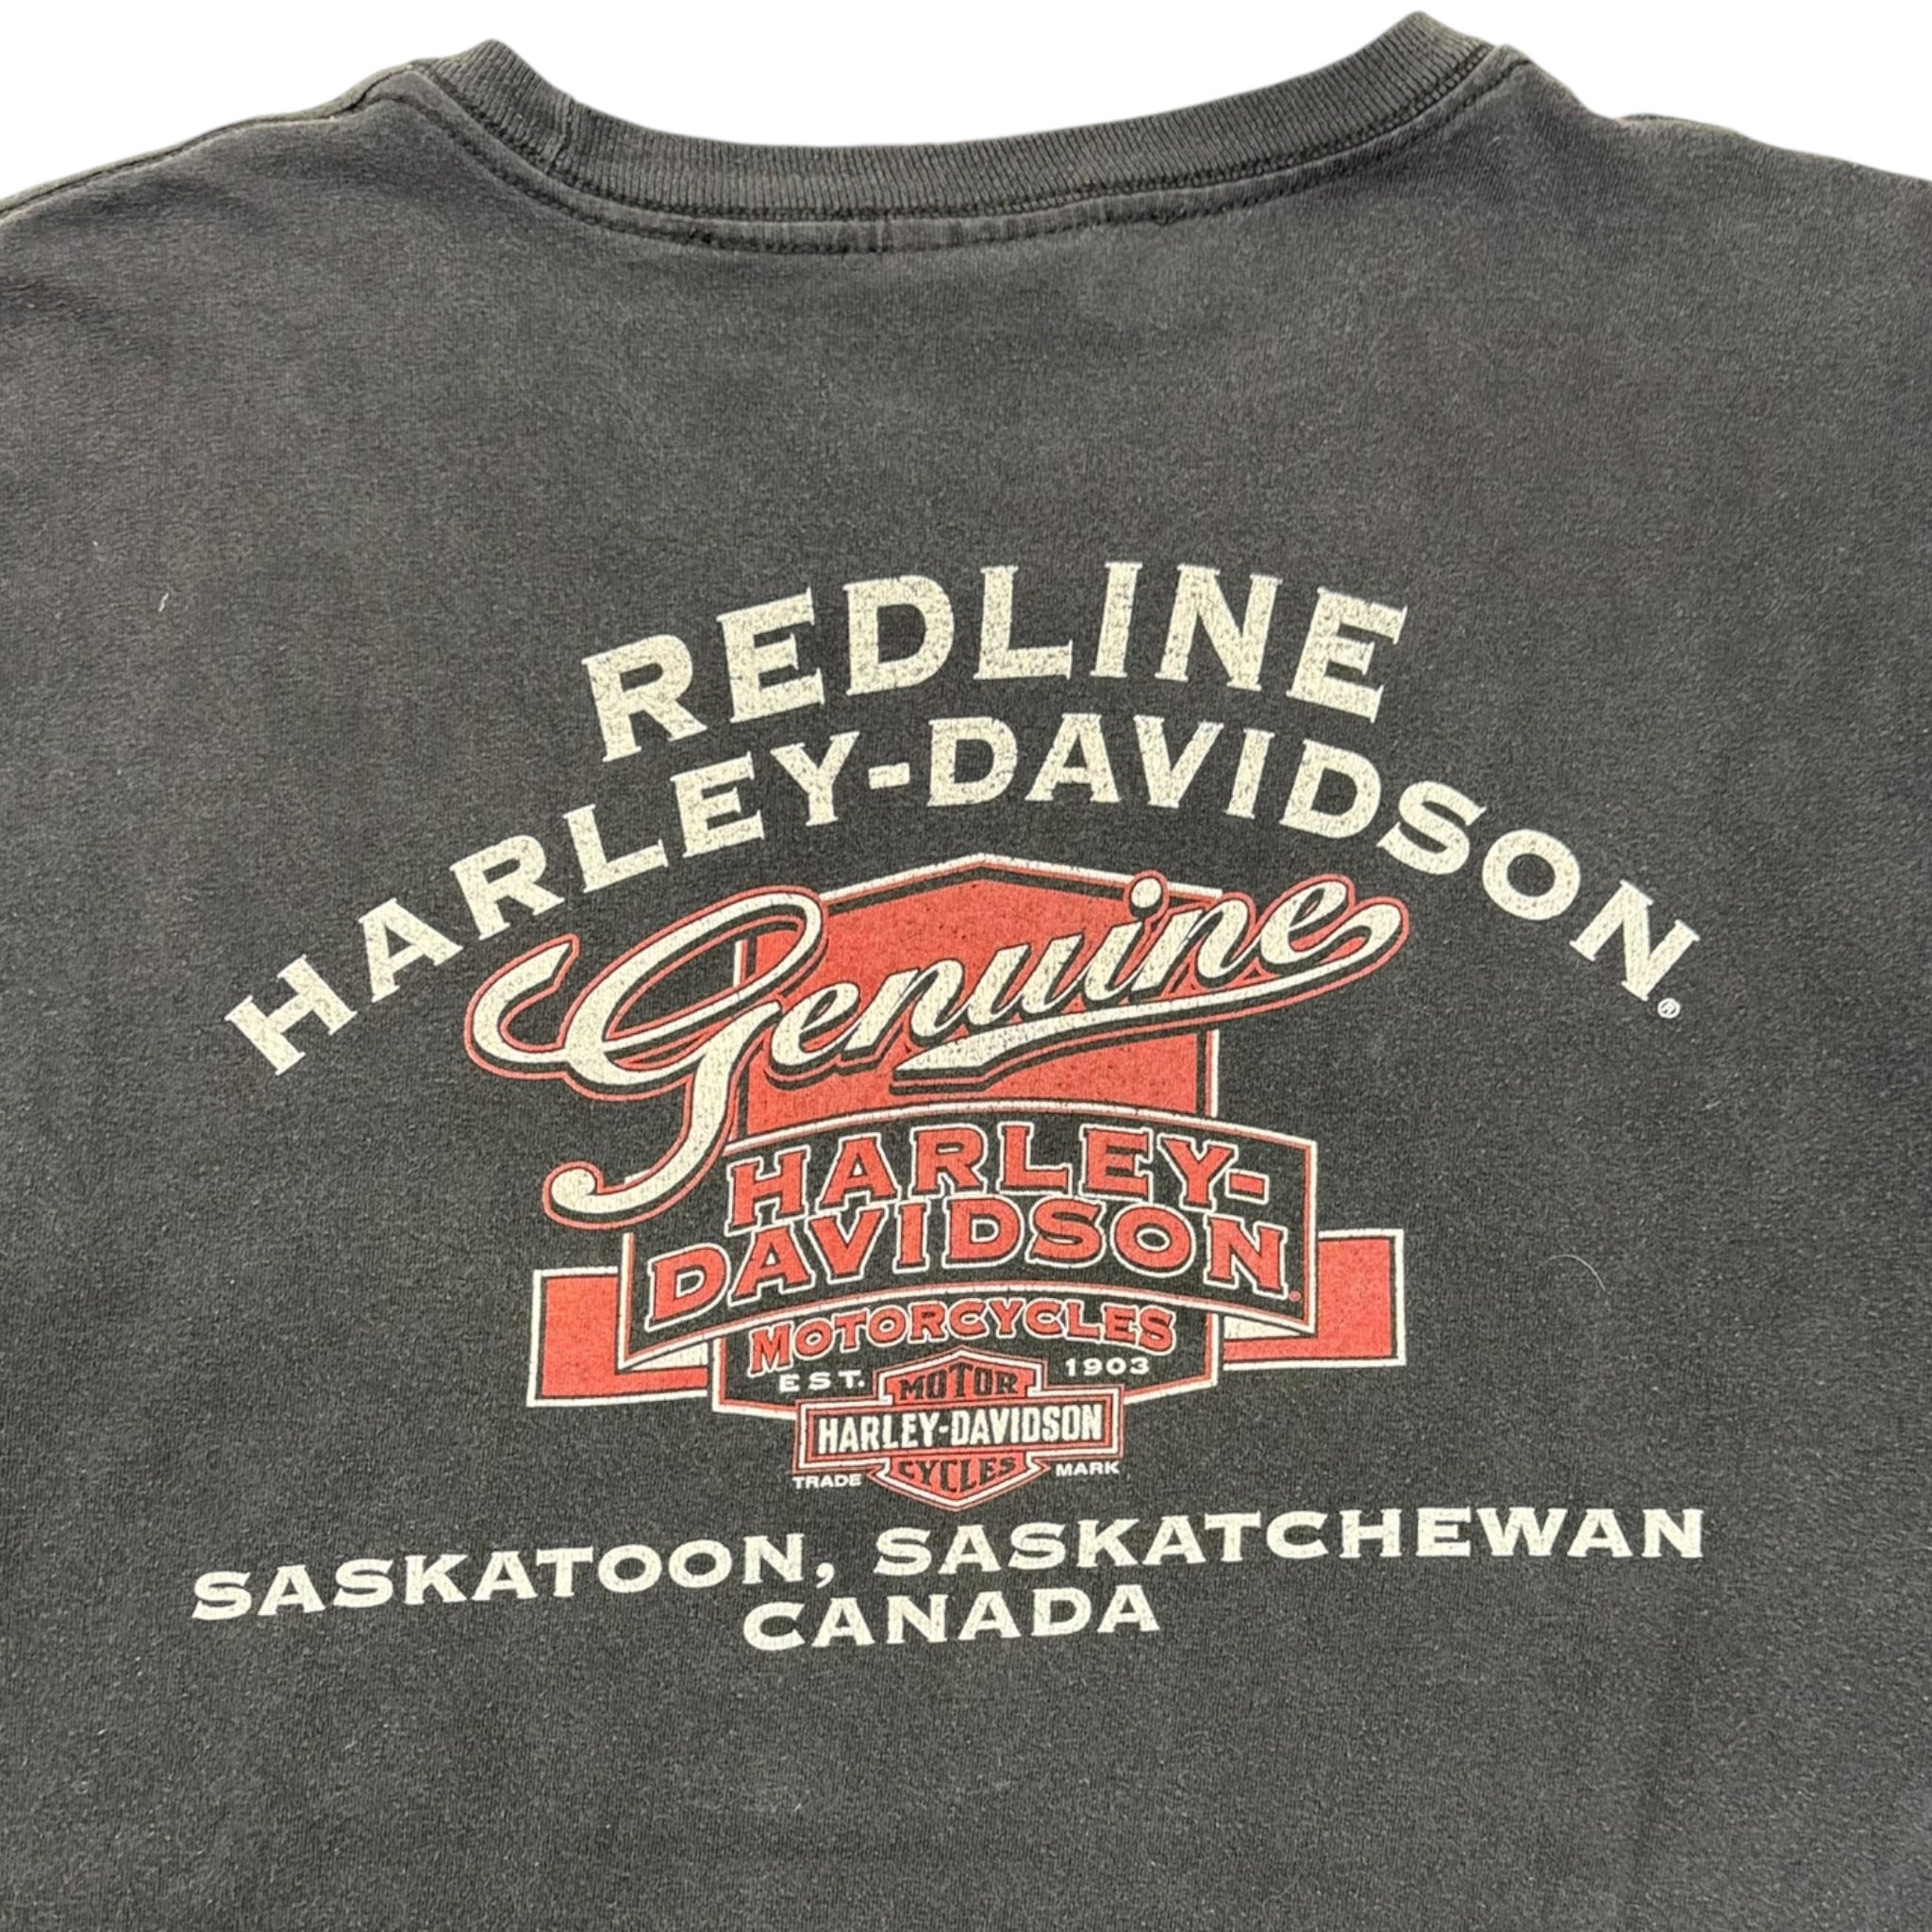 REDLINE
HARLEY-DAVIDSON®
Genuine
HARLEY-
DAVIDSON
MOTORCYCLES
EST. 1903
MOTOR
HARLEY-DAVIDSON
CYCLES
TRADE MARK
SASKATOON, SASKATCHEWAN
CANADA